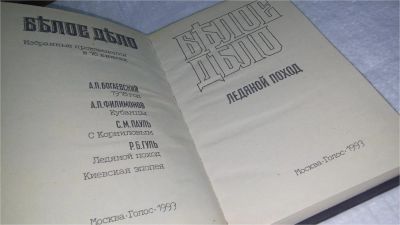 БѢЛОЕ ДѢЛО
Избранные произведения
в 16 книгах
А.П.БОГАЕВСКИЙ
1918 год
А.П.ФИЛИМОНОВ
Кубанцы
С.М.ПАУЛЬ
С Корниловым
Р.Б.ГУЛЬ
Ледяной поход
Киевская эпопея
Москва·Голос·1993
БѢЛОЕ
ДѢЛО
ЛЕДЯНОЙ ПОХОД
Москва·Голос·1993